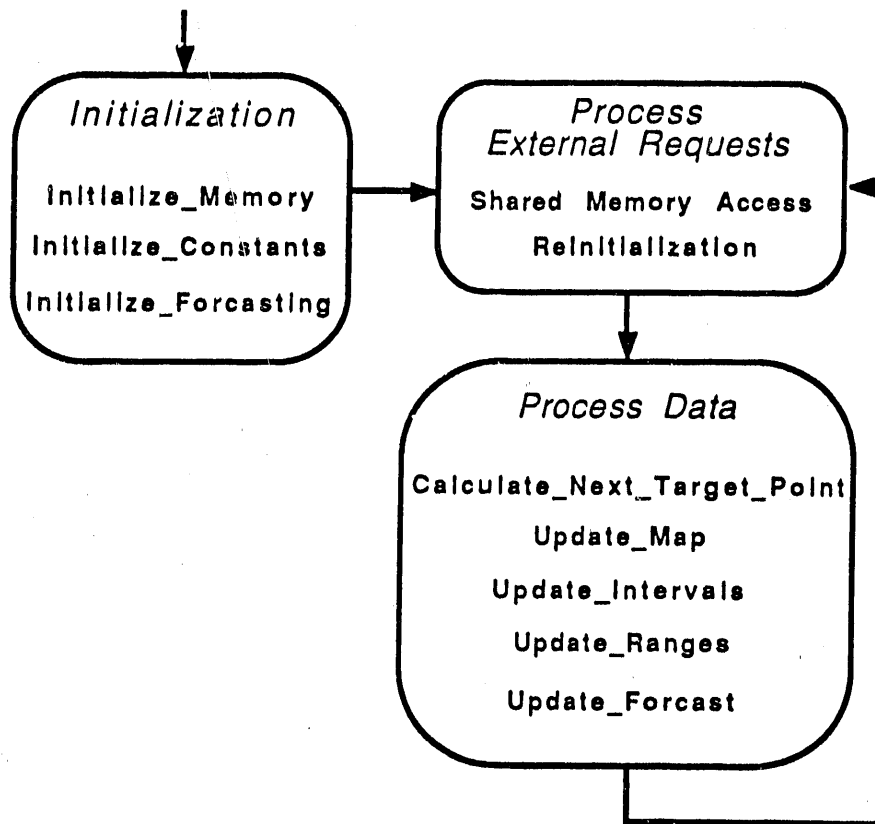 Initialization
Initialize_Memory
Initialize_Constants
Initialize_Forcasting
Process
External Requests
Shared Memory Access
Reinitialization
Process Data
Calculate_Next_Target_Point
Update_Map
Update_Intervals
Update_Ranges
Update_Forcast